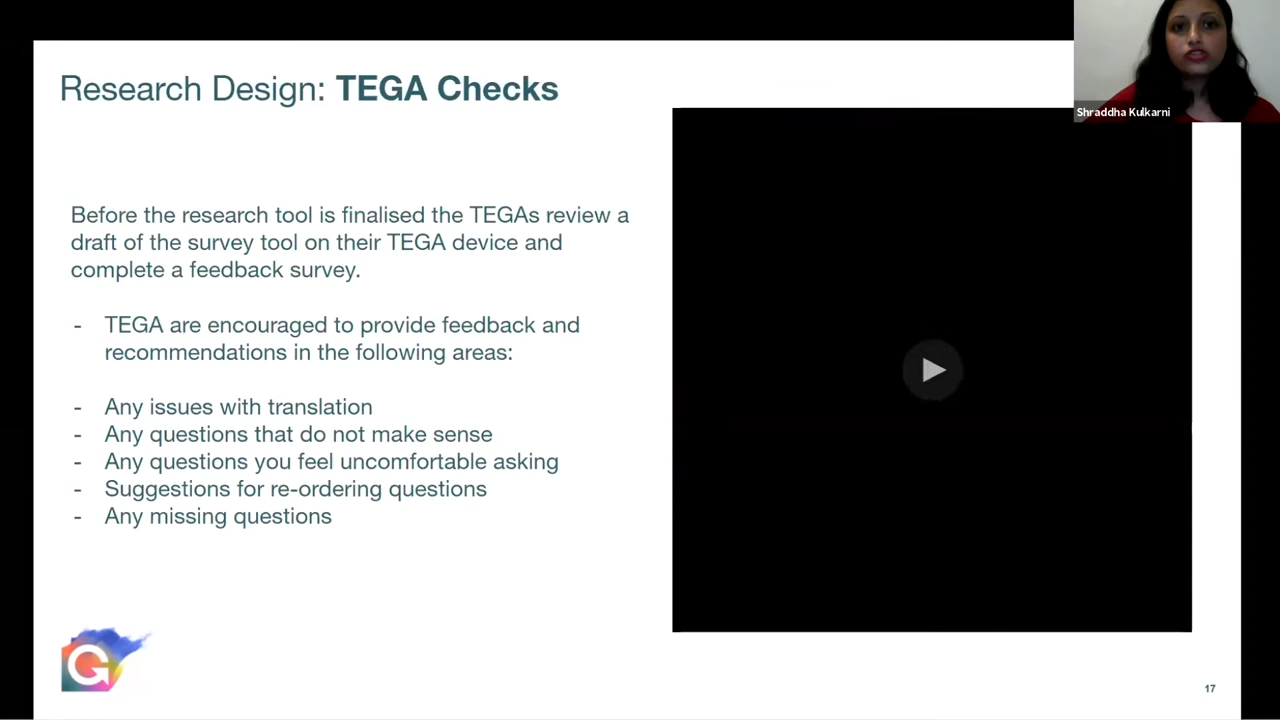 Research Design: TEGA Checks
Shraddha Kulkarni
Before the research tool is finalised the TEGAs review a
draft of the survey tool on their TEGA device and
complete a feedback survey.
- TEGA are encouraged to provide feedback and
recommendations in the following areas:
- Any issues with translation
- Any questions that do not make sense
- Any questions you feel uncomfortable asking
- Suggestions for re-ordering questions
- Any missing questions
G
17